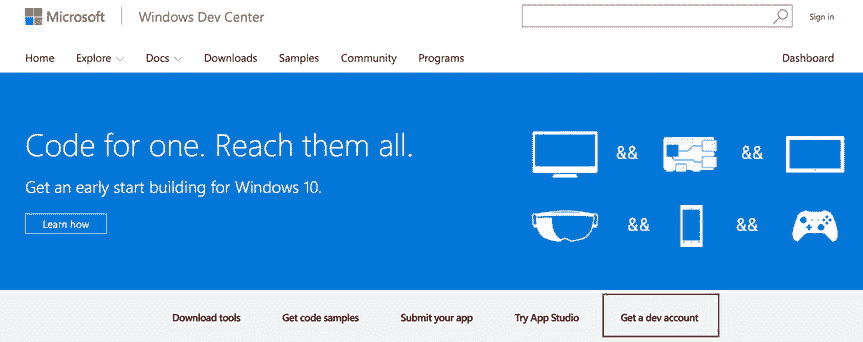 Microsoft Windows Dev Center Sign in
Home Explore Docs Downloads Samples Community Programs Dashboard
Code for one. Reach them all.
&& &&
Get an early start building for Windows 10.
Learn how && &&
Download tools Get code samples Submit your app Try App Studio Get a dev account